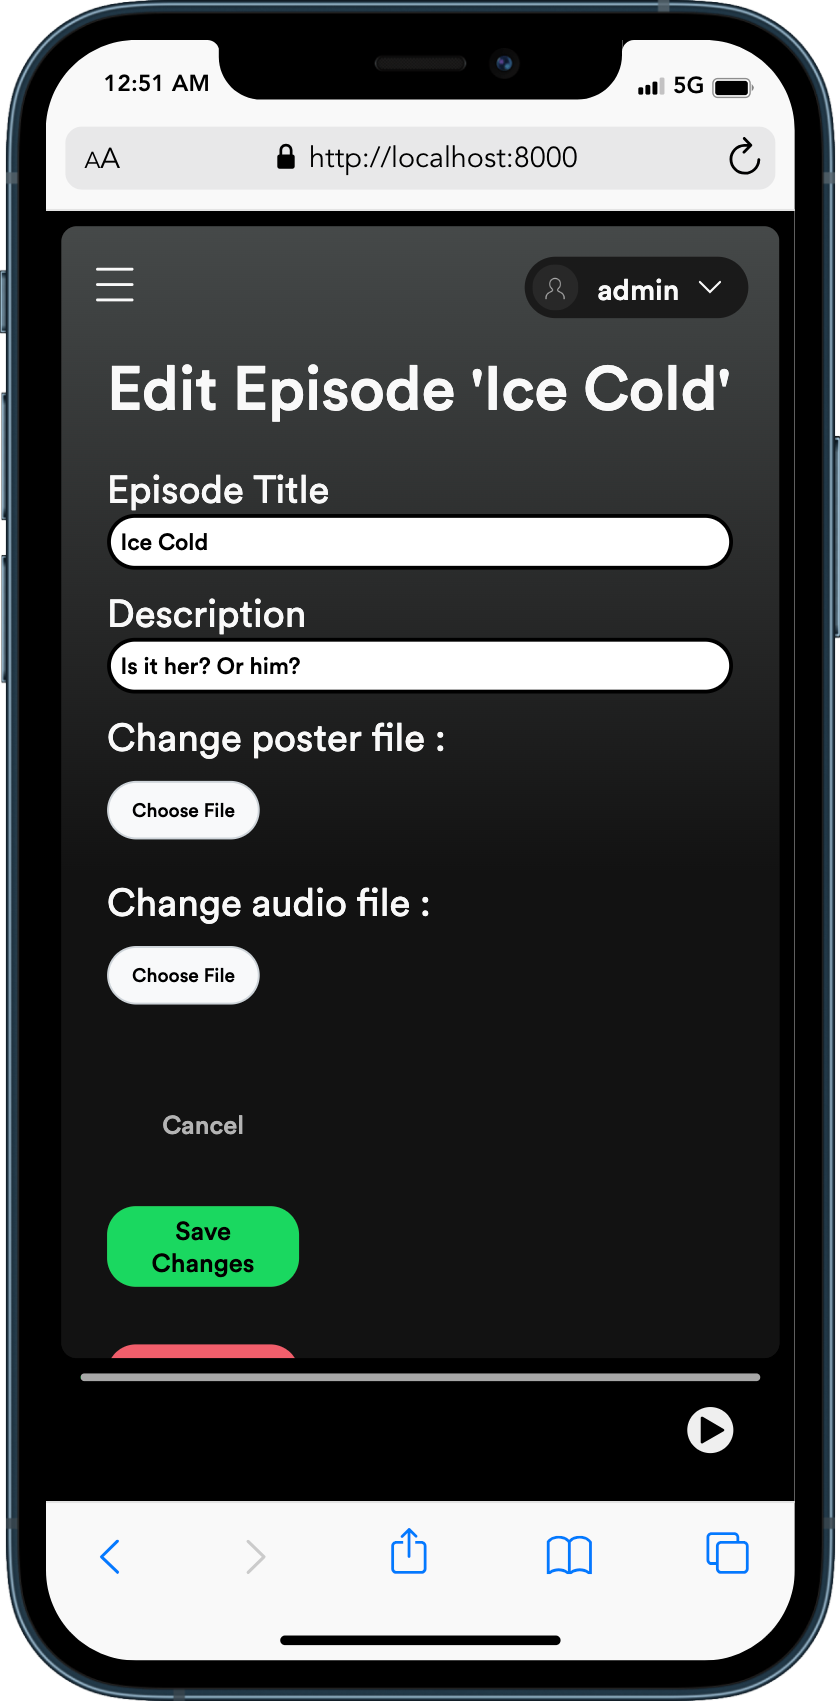 12:51 AM
5G
AA
http://localhost:8000
admin
Edit Episode 'Ice Cold'
Episode Title
Ice Cold
Description
Is it her? Or him?
Change poster file :
Choose File
Change audio file :
Choose File
Cancel
Save
Changes